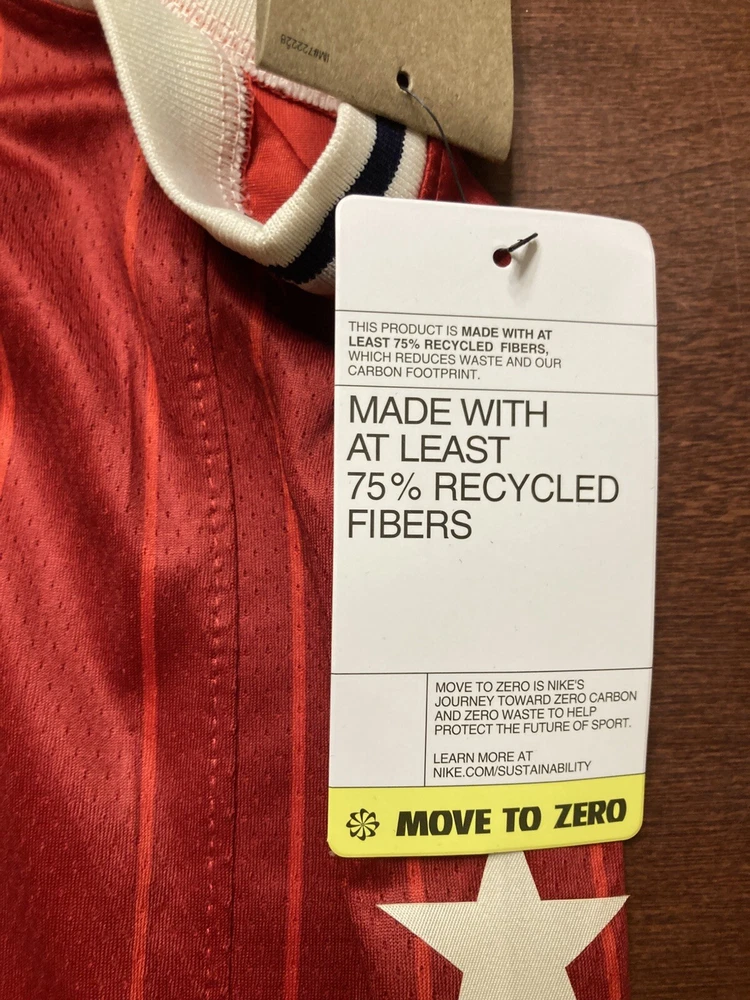 IM#722228
THIS PRODUCT IS MADE WITH AT
LEAST 75% RECYCLED FIBERS,
WHICH REDUCES WASTE AND OUR
CARBON FOOTPRINT.
MADE WITH
AT LEAST
75% RECYCLED
FIBERS
MOVE TO ZERO IS NIKE'S
JOURNEY TOWARD ZERO CARBON
AND ZERO WASTE TO HELP
PROTECT THE FUTURE OF SPORT.
LEARN MORE AT
NIKE.COM/SUSTAINABILITY
MOVE TO ZERO